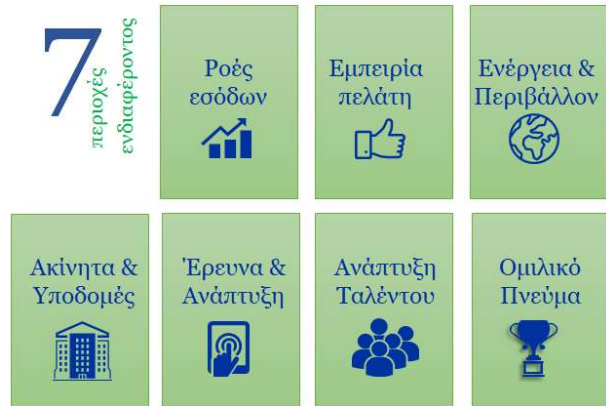 7
περιοχές
ενδιαφέροντος
Ροές
εσόδων
Εμπειρία
πελάτη
Ενέργεια &
Περιβάλλον
Ακίνητα &
Υποδομές
Έρευνα &
Ανάπτυξη
Ανάπτυξη
Ταλέντου
Ομιλικό
Πνεύμα